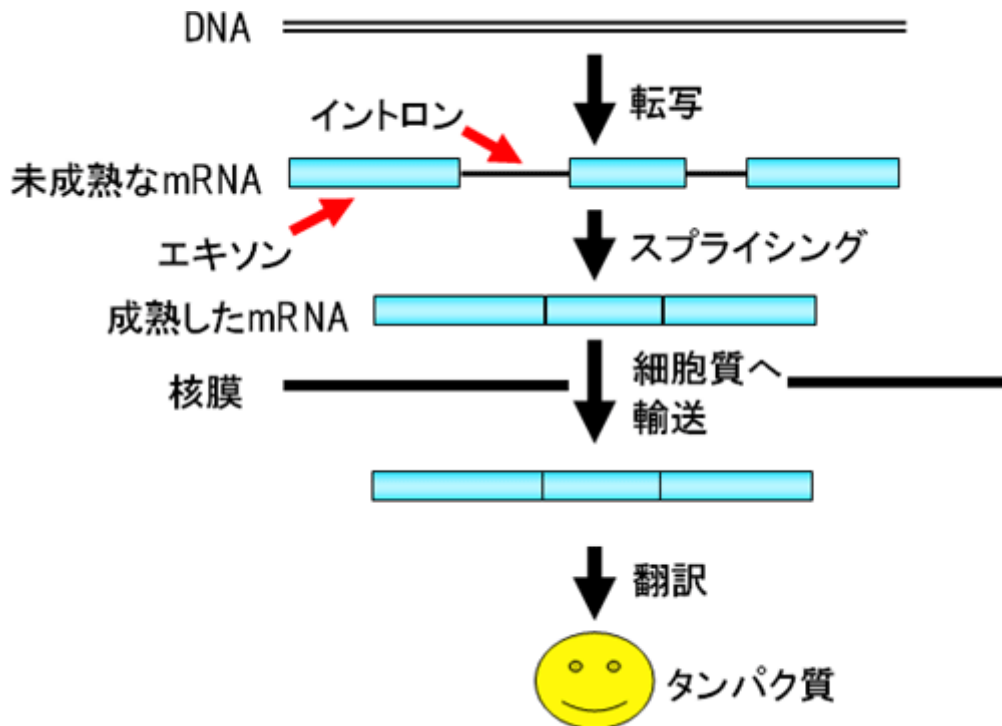 DNA
転写
イントロン
未成熟なmRNA
エキソン
スプライシング
成熟したmRNA
核膜
細胞質へ
輸送
翻訳
タンパク質